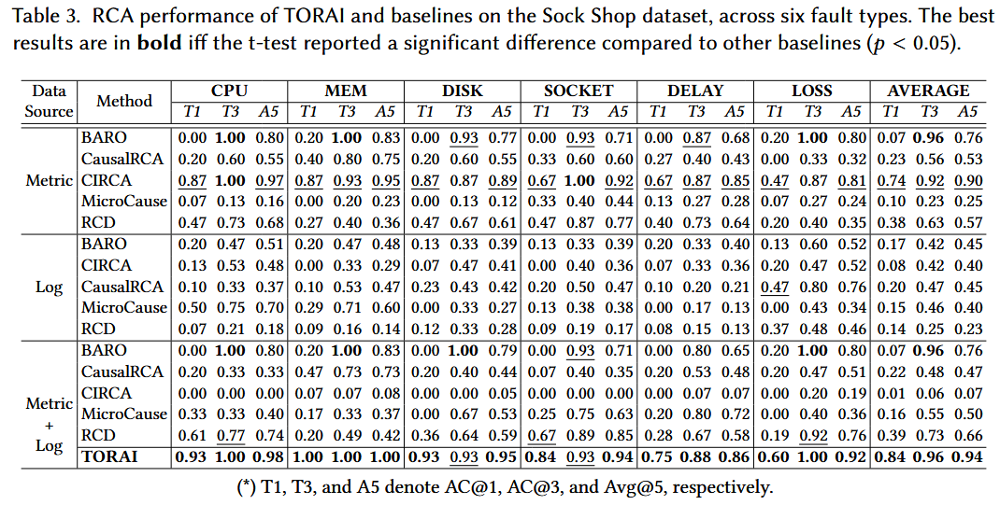 Table 3. RCA performance of TORAI and baselines on the Sock Shop dataset, across six fault types. The best
results are in bold iff the t-test reported a significant difference compared to other baselines (p < 0.05).
Data Source Method CPU MEM DISK SOCKET DELAY LOSS AVERAGE
T1 T3 A5 T1 T3 A5 T1 T3 A5 T1 T3 A5 T1 T3 A5 T1 T3 A5 T1 T3 A5
Metric
BARO 0.00 1.00 0.80 0.20 1.00 0.83 0.00 0.93 0.77 0.00 0.93 0.71 0.00 0.87 0.68 0.20 1.00 0.80 0.07 0.96 0.76
CausalRCA 0.20 0.60 0.55 0.40 0.80 0.75 0.20 0.60 0.55 0.33 0.60 0.60 0.27 0.40 0.43 0.00 0.33 0.32 0.23 0.56 0.53
CIRCA 0.87 1.00 0.97 0.87 0.93 0.95 0.87 0.87 0.89 0.67 1.00 0.92 0.67 0.87 0.85 0.47 0.87 0.81 0.74 0.92 0.90
MicroCause 0.07 0.13 0.16 0.00 0.20 0.23 0.00 0.13 0.12 0.33 0.40 0.44 0.13 0.27 0.28 0.07 0.27 0.24 0.10 0.23 0.25
RCD 0.47 0.73 0.68 0.27 0.40 0.36 0.47 0.67 0.61 0.47 0.87 0.77 0.40 0.73 0.64 0.20 0.40 0.35 0.38 0.63 0.57
Log
BARO 0.20 0.47 0.51 0.20 0.47 0.48 0.13 0.33 0.39 0.13 0.33 0.39 0.20 0.33 0.40 0.13 0.60 0.52 0.17 0.42 0.45
CIRCA 0.13 0.53 0.48 0.00 0.33 0.29 0.07 0.47 0.41 0.00 0.40 0.36 0.07 0.33 0.36 0.20 0.47 0.52 0.08 0.42 0.40
CausalRCA 0.10 0.33 0.37 0.10 0.53 0.47 0.23 0.43 0.42 0.20 0.50 0.47 0.10 0.20 0.21 0.47 0.80 0.76 0.20 0.47 0.45
MicroCause 0.50 0.75 0.70 0.29 0.71 0.60 0.00 0.33 0.27 0.13 0.38 0.38 0.00 0.17 0.13 0.00 0.43 0.34 0.15 0.46 0.40
RCD 0.07 0.21 0.18 0.09 0.16 0.14 0.12 0.33 0.28 0.09 0.19 0.17 0.08 0.15 0.13 0.37 0.48 0.46 0.14 0.25 0.23
Metric + Log
BARO 0.00 1.00 0.80 0.20 1.00 0.83 0.00 1.00 0.79 0.00 0.93 0.71 0.00 0.80 0.65 0.20 1.00 0.80 0.07 0.96 0.76
CausalRCA 0.20 0.33 0.33 0.47 0.73 0.73 0.20 0.40 0.44 0.07 0.40 0.35 0.20 0.53 0.48 0.20 0.47 0.51 0.22 0.48 0.47
CIRCA 0.00 0.00 0.00 0.07 0.07 0.08 0.00 0.00 0.05 0.00 0.00 0.00 0.00 0.07 0.07 0.00 0.20 0.19 0.01 0.06 0.07
MicroCause 0.33 0.33 0.40 0.17 0.33 0.37 0.00 0.67 0.53 0.25 0.75 0.63 0.20 0.80 0.72 0.00 0.40 0.36 0.16 0.55 0.50
RCD 0.61 0.77 0.74 0.20 0.49 0.42 0.36 0.64 0.59 0.67 0.89 0.85 0.28 0.67 0.58 0.19 0.92 0.76 0.39 0.73 0.66
TORAI 0.93 1.00 0.98 1.00 1.00 1.00 0.93 0.93 0.95 0.84 0.93 0.94 0.75 0.88 0.86 0.60 1.00 0.92 0.84 0.96 0.94
(*) T1, T3, and A5 denote AC@1, AC@3, and Avg@5, respectively.